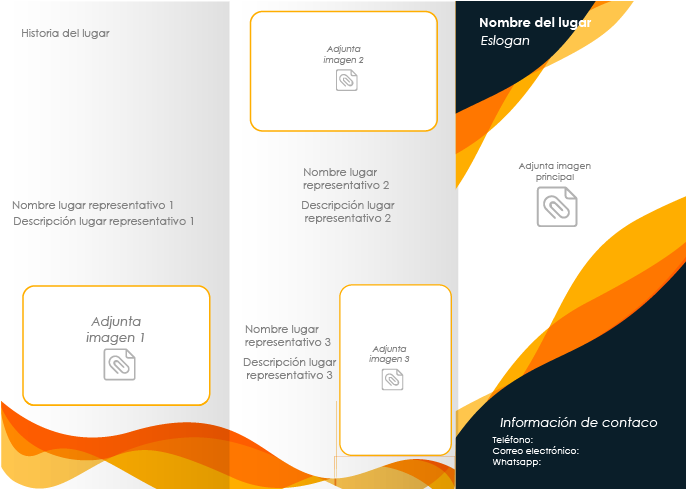 Historia del lugar
Nombre lugar representativo 1
Descripción lugar representativo 1
Adjunta
imagen 1
Adjunta
imagen 2
Nombre lugar
representativo 2
Descripción lugar
representativo 2
Nombre lugar
representativo 3
Descripción lugar
representativo 3
Adjunta
imagen 3
Nombre del lugar
Eslogan
Adjunta imagen
principal
Información de contaco
Teléfono:
Correo electrónico:
Whatsapp: